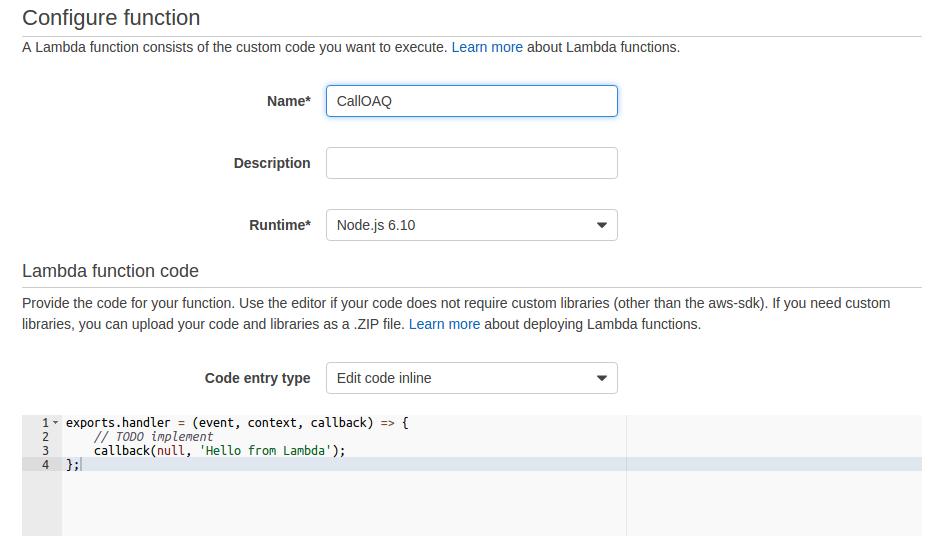 Configure function
A Lambda function consists of the custom code you want to execute. Learn more about Lambda functions.
Name* CallOAQ
Description
Runtime* Node.js 6.10
Lambda function code
Provide the code for your function. Use the editor if your code does not require custom libraries (other than the aws-sdk). If you need custom
libraries, you can upload your code and libraries as a .ZIP file. Learn more about deploying Lambda functions.
Code entry type Edit code inline
1 exports.handler = (event, context, callback) => {
2 // TODO implement
3 callback(null, 'Hello from Lambda');
4 };